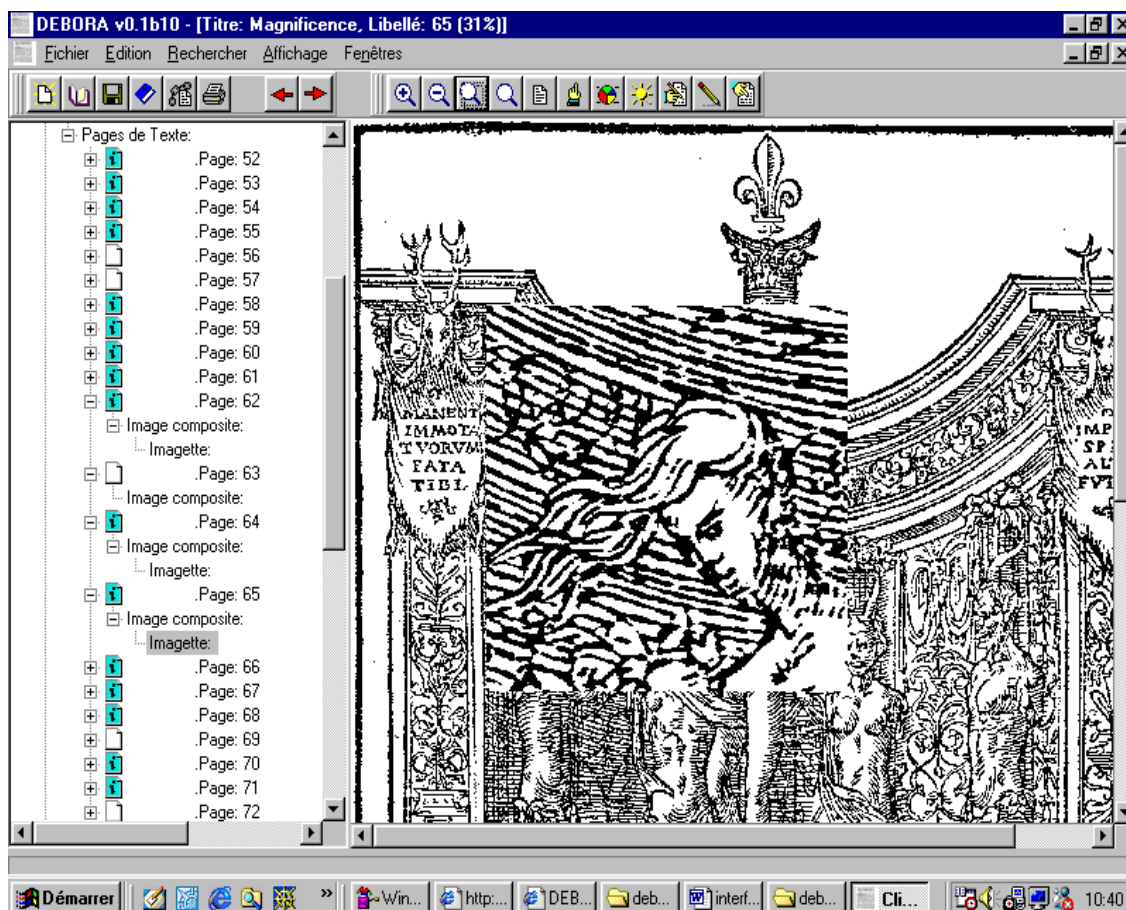 DEBORA v0.1b10 - [Titre: Magnificence, Libellé: 65 (31%)]
Fichier Edition Rechercher Affichage Fenêtres
Pages de Texte:
.Page: 52
.Page: 53
.Page: 54
.Page: 55
.Page: 56
.Page: 57
.Page: 58
.Page: 59
.Page: 60
.Page: 61
.Page: 62
Image composite:
Imagette:
.Page: 63
Image composite:
.Page: 64
Image composite:
Imagette:
.Page: 65
Image composite:
Imagette:
.Page: 66
.Page: 67
.Page: 68
.Page: 69
.Page: 70
.Page: 71
.Page: 72
MANENT
IMMOTA
TVORVM
FATA
TIBI.
IMP
SP
AL
FVT
Démarrer » Win... http:... DEB... deb... interf... deb... Cli... 10:40